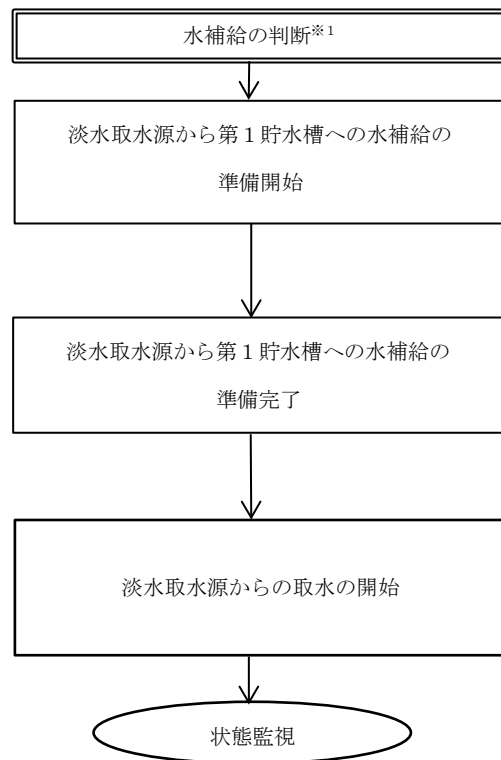 水補給の判断※1
淡水取水源から第１貯水槽への水補給の
準備開始
淡水取水源から第１貯水槽への水補給の
準備完了
淡水取水源からの取水の開始
状態監視